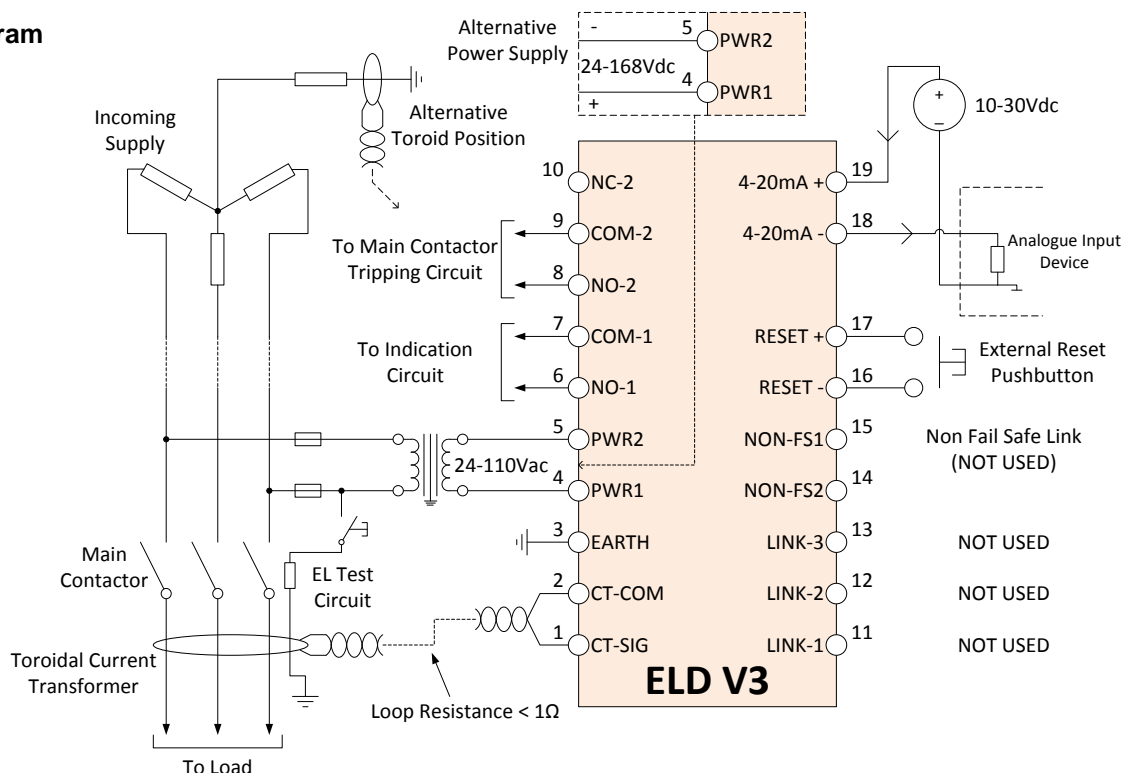 ram
Alternative
Power Supply
-
5
PWR2
24-168Vdc
4
PWR1
+
Incoming
Supply
Alternative
Toroid Position
+
–
10-30Vdc
10
NC-2
9
COM-2
8
NO-2
To Main Contactor
Tripping Circuit
7
COM-1
6
NO-1
To Indication
Circuit
5
PWR2
24-110Vac
4
PWR1
3
EARTH
2
CT-COM
1
CT-SIG
4-20mA +
19
4-20mA -
18
Analogue Input
Device
RESET +
17
RESET -
16
External Reset
Pushbutton
NON-FS1
15
Non Fail Safe Link
(NOT USED)
NON-FS2
14
LINK-3
13
NOT USED
LINK-2
12
NOT USED
LINK-1
11
NOT USED
ELD V3
Main
Contactor
EL Test
Circuit
Toroidal Current
Transformer
Loop Resistance < 1Ω
To Load